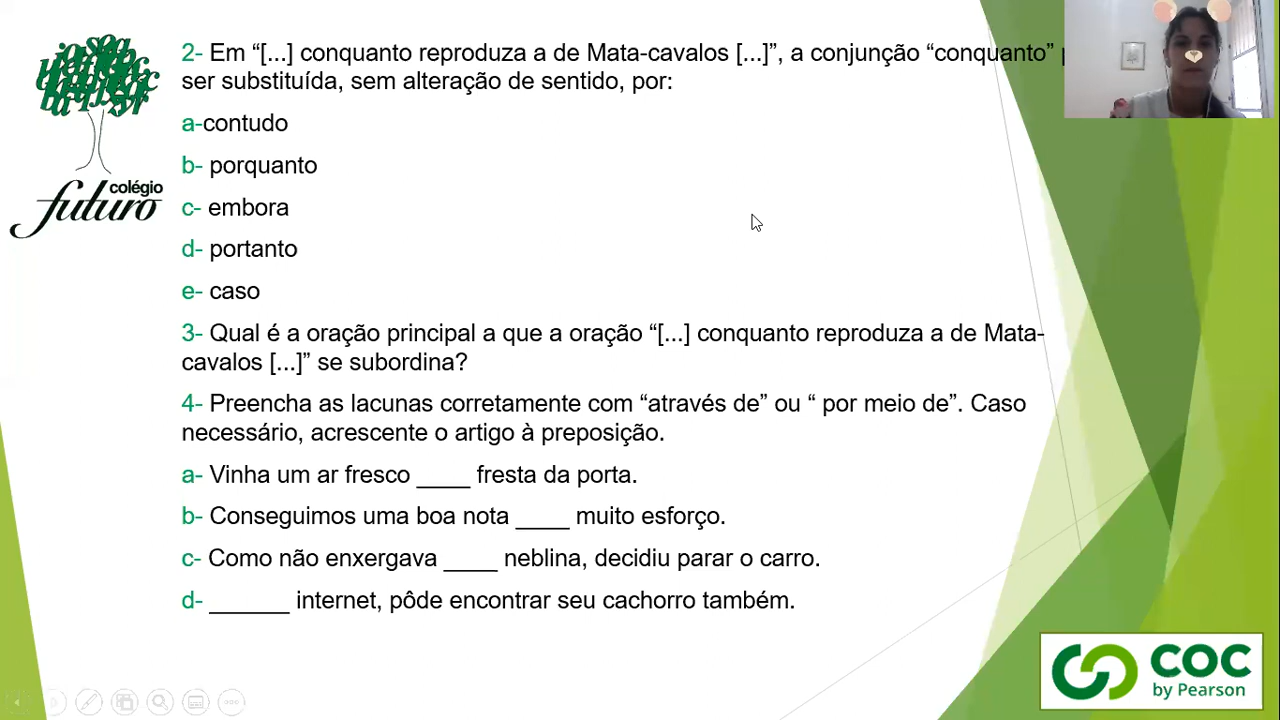 2- Em “[...] conquanto reproduza a de Mata-cavalos [...]”, a conjunção “conquanto”
ser substituída, sem alteração de sentido, por:
a-contudo
b- porquanto
c- embora
d- portanto
e- caso
3- Qual é a oração principal a que a oração “[...] conquanto reproduza a de Mata-
cavalos [...]” se subordina?
4- Preencha as lacunas corretamente com “através de” ou “ por meio de”. Caso
necessário, acrescente o artigo à preposição.
a- Vinha um ar fresco ____ fresta da porta.
b- Conseguimos uma boa nota ____ muito esforço.
c- Como não enxergava ____ neblina, decidiu parar o carro.
d- ______ internet, pôde encontrar seu cachorro também.
colégio
futuro
COC
by Pearson